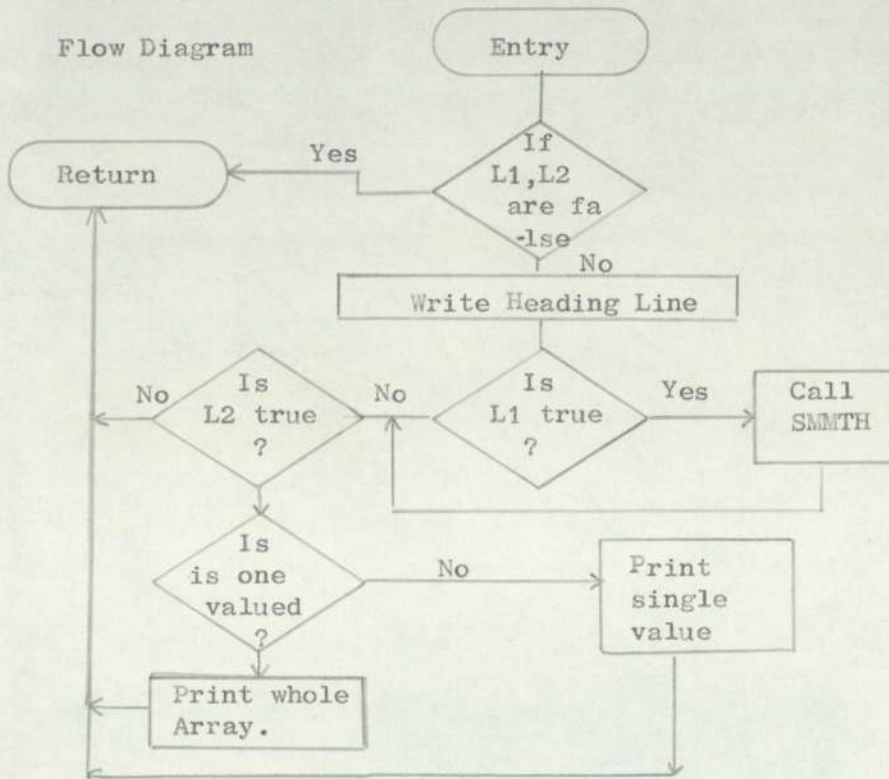 Flow Diagram
Entry
If
L1,L2
are fa
-lse
Yes
Return
No
Write Heading Line
Is
L1 true
?
Yes
Call
SMMTH
No
Is
L2 true
?
No
Is
is one
valued
?
No
Print
single
value
Print whole
Array.